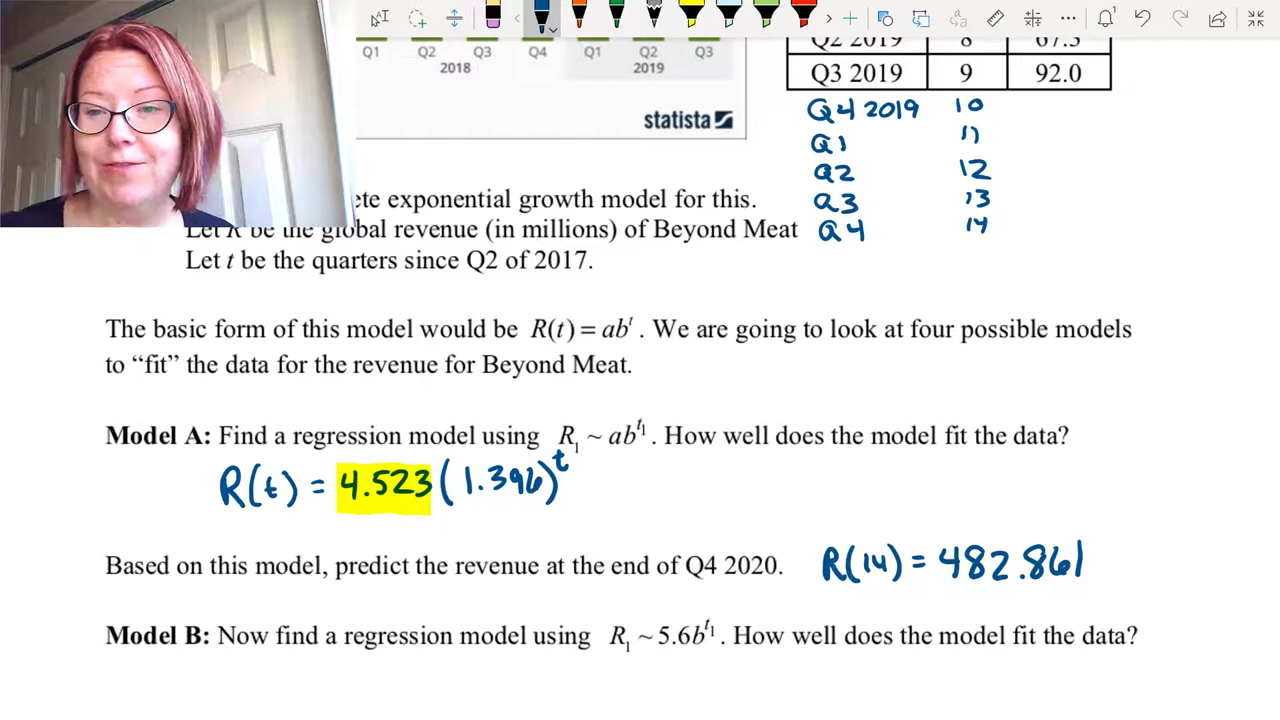 Q1 Q2 Q3 Q4 Q1 Q2 Q3
2018 2019
statista
Q2 2019 8 67.3
Q3 2019 9 92.0
Q4 2019 10
Q1 11
Q2 12
Q3 13
Q4 14
ete exponential growth model for this.
Let R be the global revenue (in millions) of Beyond Meat
Let t be the quarters since Q2 of 2017.
The basic form of this model would be R(t) = ab^t . We are going to look at four possible models
to “fit” the data for the revenue for Beyond Meat.
Model A: Find a regression model using R₁ ~ ab^t₁ . How well does the model fit the data?
R(t) = 4.523(1.396)^t
Based on this model, predict the revenue at the end of Q4 2020. R(14) = 482.861
Model B: Now find a regression model using R₁ ~ 5.6b^t₁ . How well does the model fit the data?